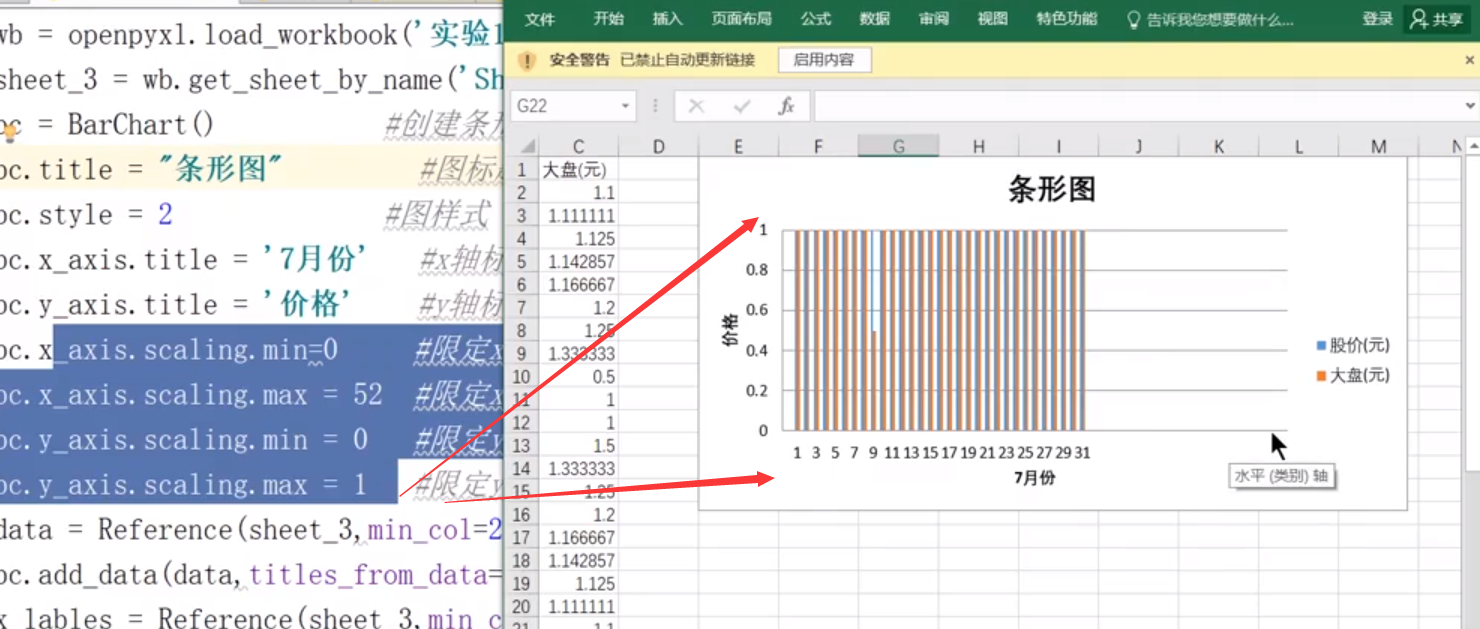 wb = openpyxl.load_workbook('实验1
sheet_3 = wb.get_sheet_by_name('Sh
bc = BarChart() #创建条形
bc.title = "条形图" #图标
bc.style = 2 #图样式
bc.x_axis.title = '7月份' #x轴标
bc.y_axis.title = '价格' #y轴标
bc.x_axis.scaling.min=0 #限定x
bc.x_axis.scaling.max = 52 #限定x
bc.y_axis.scaling.min = 0 #限定y
bc.y_axis.scaling.max = 1 #限定y
data = Reference(sheet_3,min_col=2
bc.add_data(data,titles_from_data=
x_lables = Reference(sheet_3,min_c
文件 开始 插入 页面布局 公式 数据 审阅 视图 特色功能 告诉我您想要做什么... 登录 共享
安全警告 已禁止自动更新链接 启用内容
G22 fx
C D E F G H I J K L M N
1 大盘(元)
2 1.1
3 1.111111
4 1.125
5 1.142857
6 1.166667
7 1.2
8 1.25
9 1.333333
10 0.5
11 1
12 1
13 1.5
14 1.333333
15 1.25
16 1.2
17 1.166667
18 1.142857
19 1.125
20 1.111111
21 1.1
条形图
1
0.8
0.6
0.4
0.2
0
价格
1 3 5 7 9 11 13 15 17 19 21 23 25 27 29 31
7月份
股价(元)
大盘(元)
水平 (类别) 轴